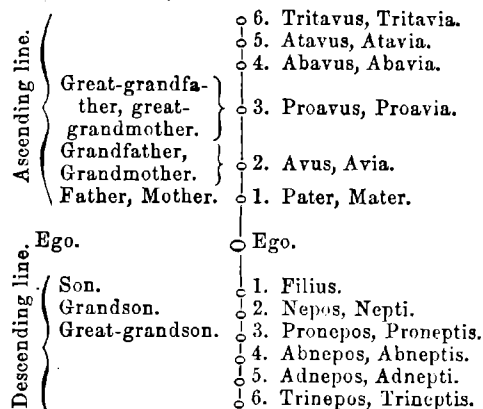 Ascending line.
6. Tritavus, Tritavia.
5. Atavus, Atavia.
4. Abavus, Abavia.
Great-grandfa-
ther, great-
grandmother.
3. Proavus, Proavia.
Grandfather,
Grandmother.
2. Avus, Avia.
Father, Mother. 1. Pater, Mater.
Ego. Ego.
Descending line.
Son. 1. Filius.
Grandson. 2. Nepos, Nepti.
Great-grandson. 3. Pronepos, Proneptis.
4. Abnepos, Abneptis.
5. Adnepos, Adnepti.
6. Trinepos, Trineptis.